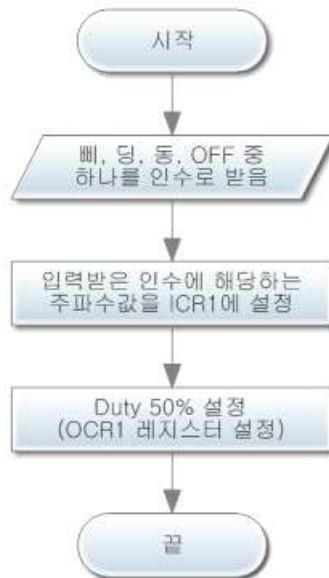 시작
삐, 딩, 동, OFF 중
하나를 인수로 받음
입력받은 인수에 해당하는
주파수값을 ICR1에 설정
Duty 50% 설정
(OCR1 레지스터 설정)
끝